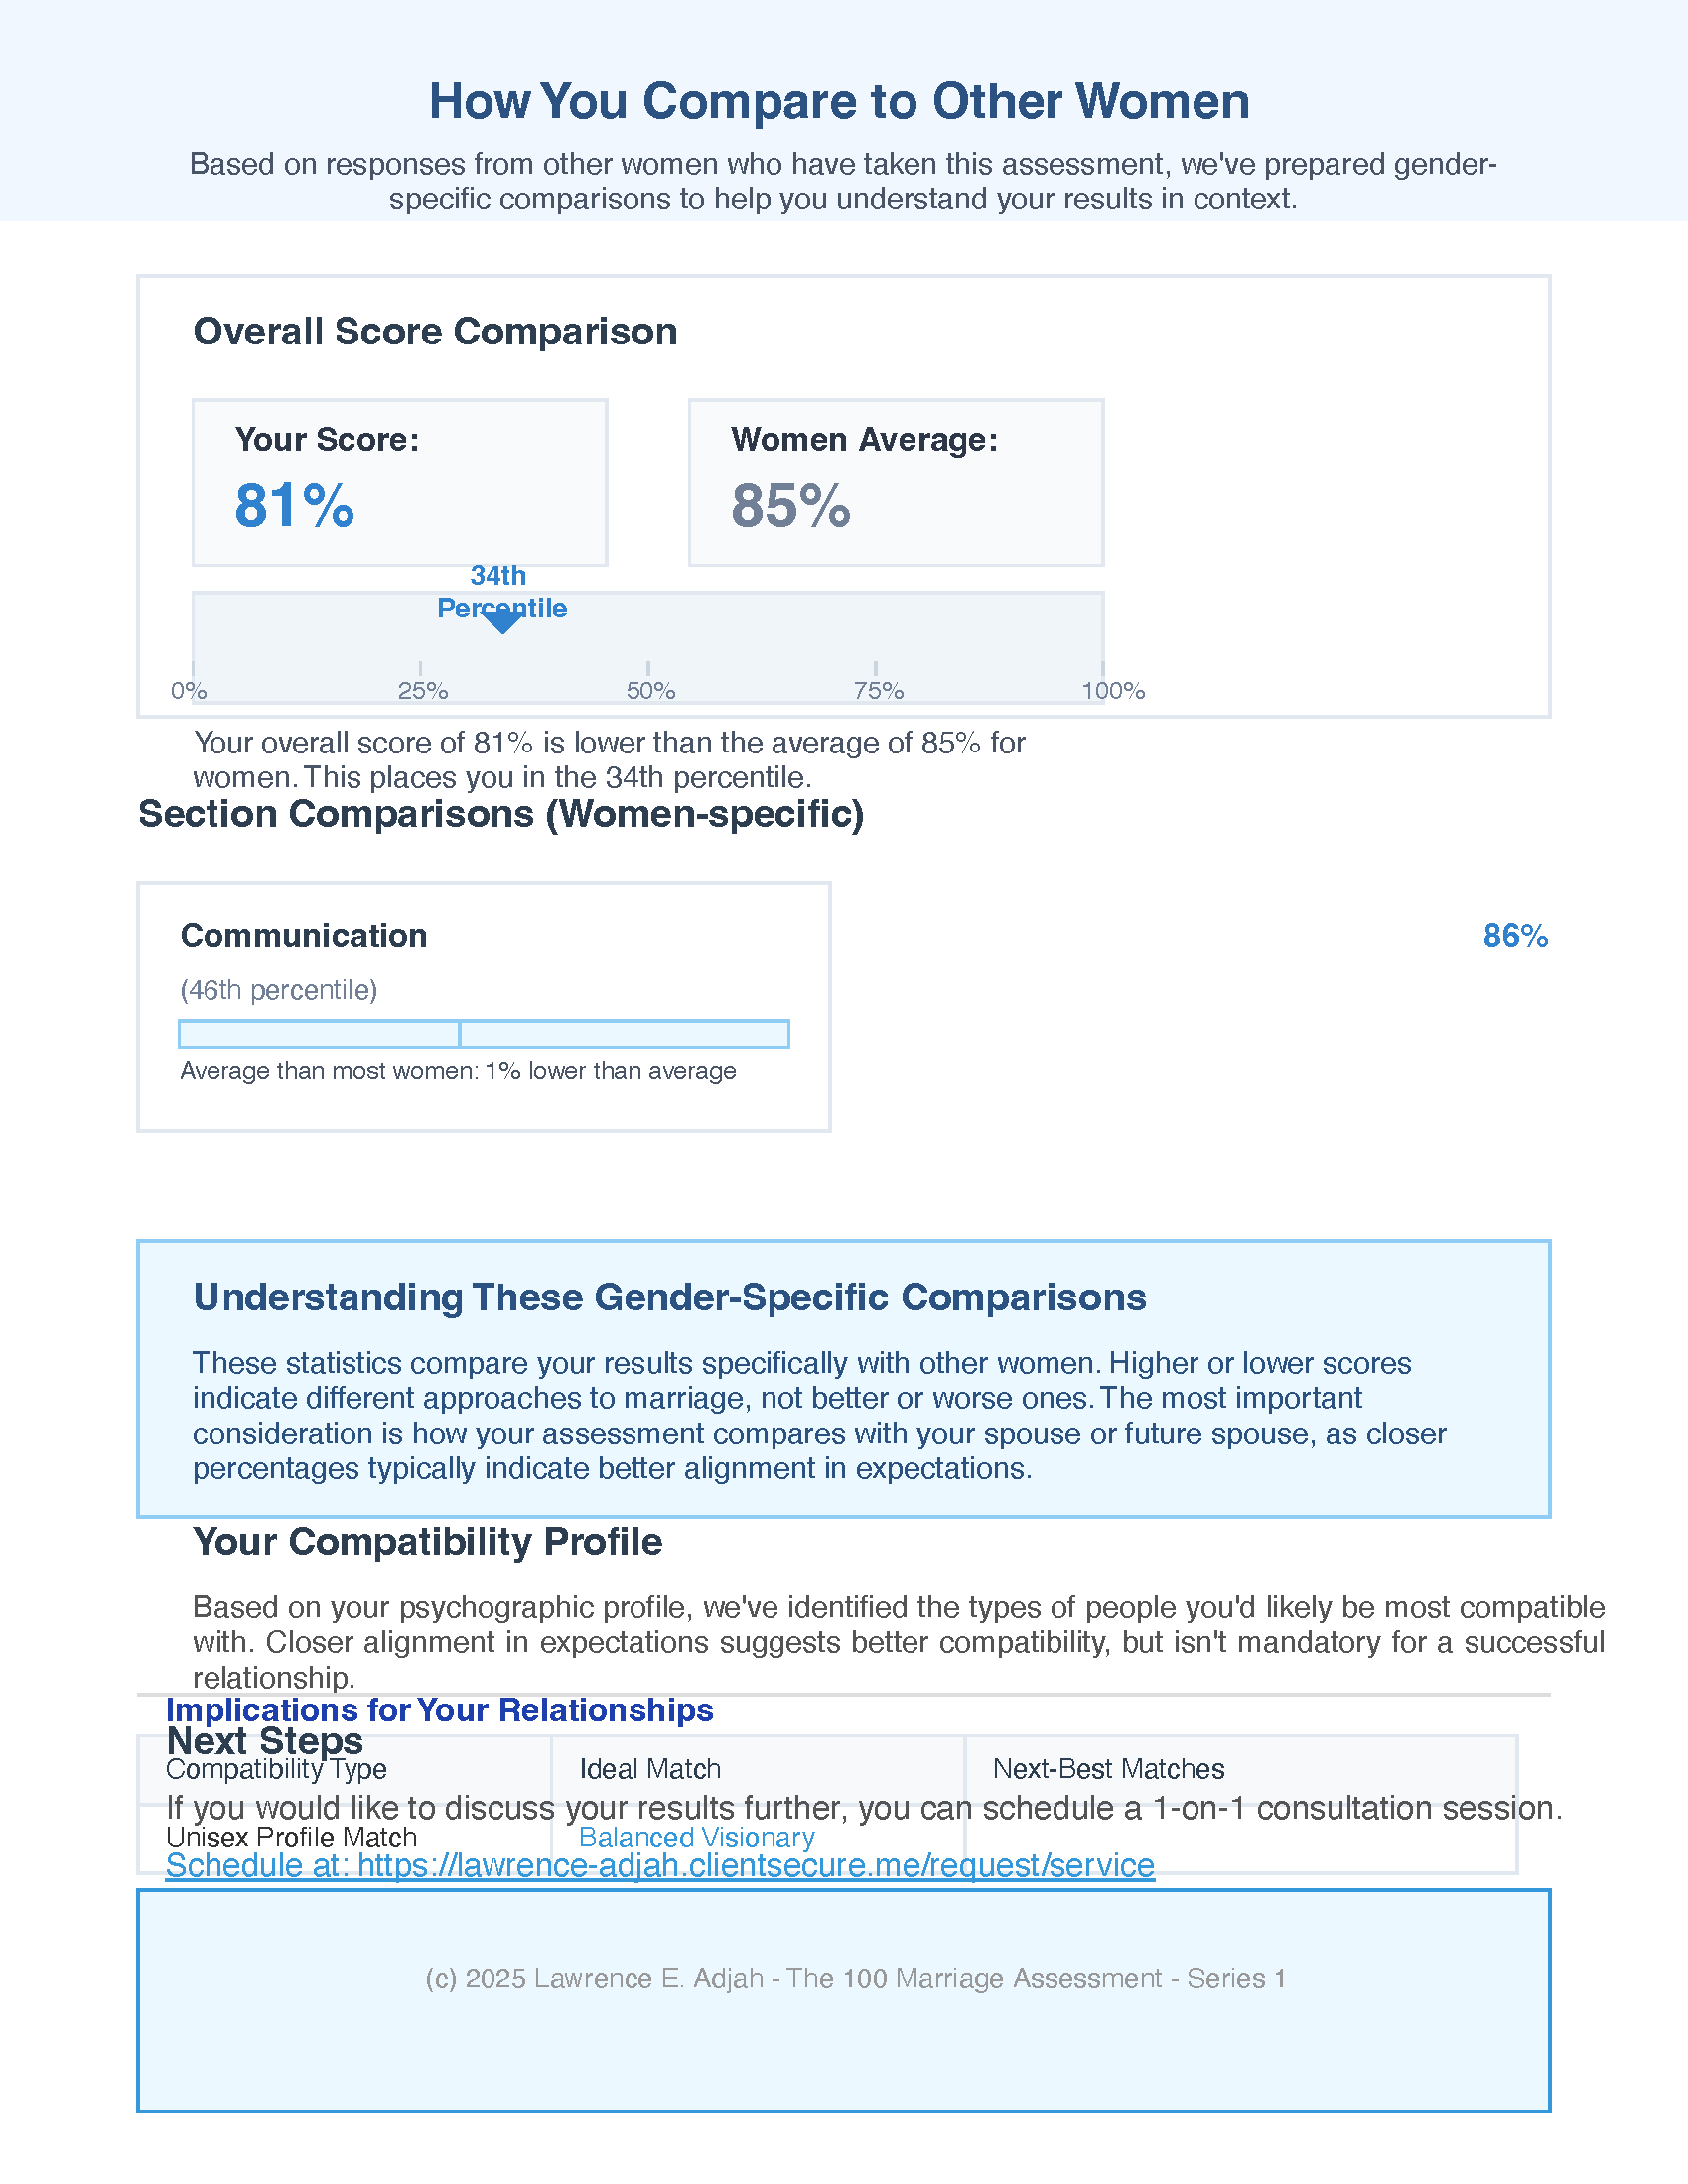 How You Compare to Other Women
Based on responses from other women who have taken this assessment, we've prepared gender-
specific comparisons to help you understand your results in context.
Overall Score Comparison
Your Score:
81%
Women Average:
85%
34th
Percentile
0%
25%
50%
75%
100%
Your overall score of 81% is lower than the average of 85% for
women. This places you in the 34th percentile.
Section Comparisons (Women-specific)
Communication
86%
(46th percentile)
Average than most women: 1% lower than average
Understanding These Gender-Specific Comparisons
These statistics compare your results specifically with other women. Higher or lower scores
indicate different approaches to marriage, not better or worse ones. The most important
consideration is how your assessment compares with your spouse or future spouse, as closer
percentages typically indicate better alignment in expectations.
Your Compatibility Profile
Based on your psychographic profile, we've identified the types of people you'd likely be most compatible
with. Closer alignment in expectations suggests better compatibility, but isn't mandatory for a successful
relationship.
Implications for Your Relationships
Next Steps
Compatibility Type
Ideal Match
Next-Best Matches
If you would like to discuss your results further, you can schedule a 1-on-1 consultation session.
Unisex Profile Match
Balanced Visionary
Schedule at: https://lawrence-adjah.clientsecure.me/request/service
(c) 2025 Lawrence E. Adjah - The 100 Marriage Assessment - Series 1